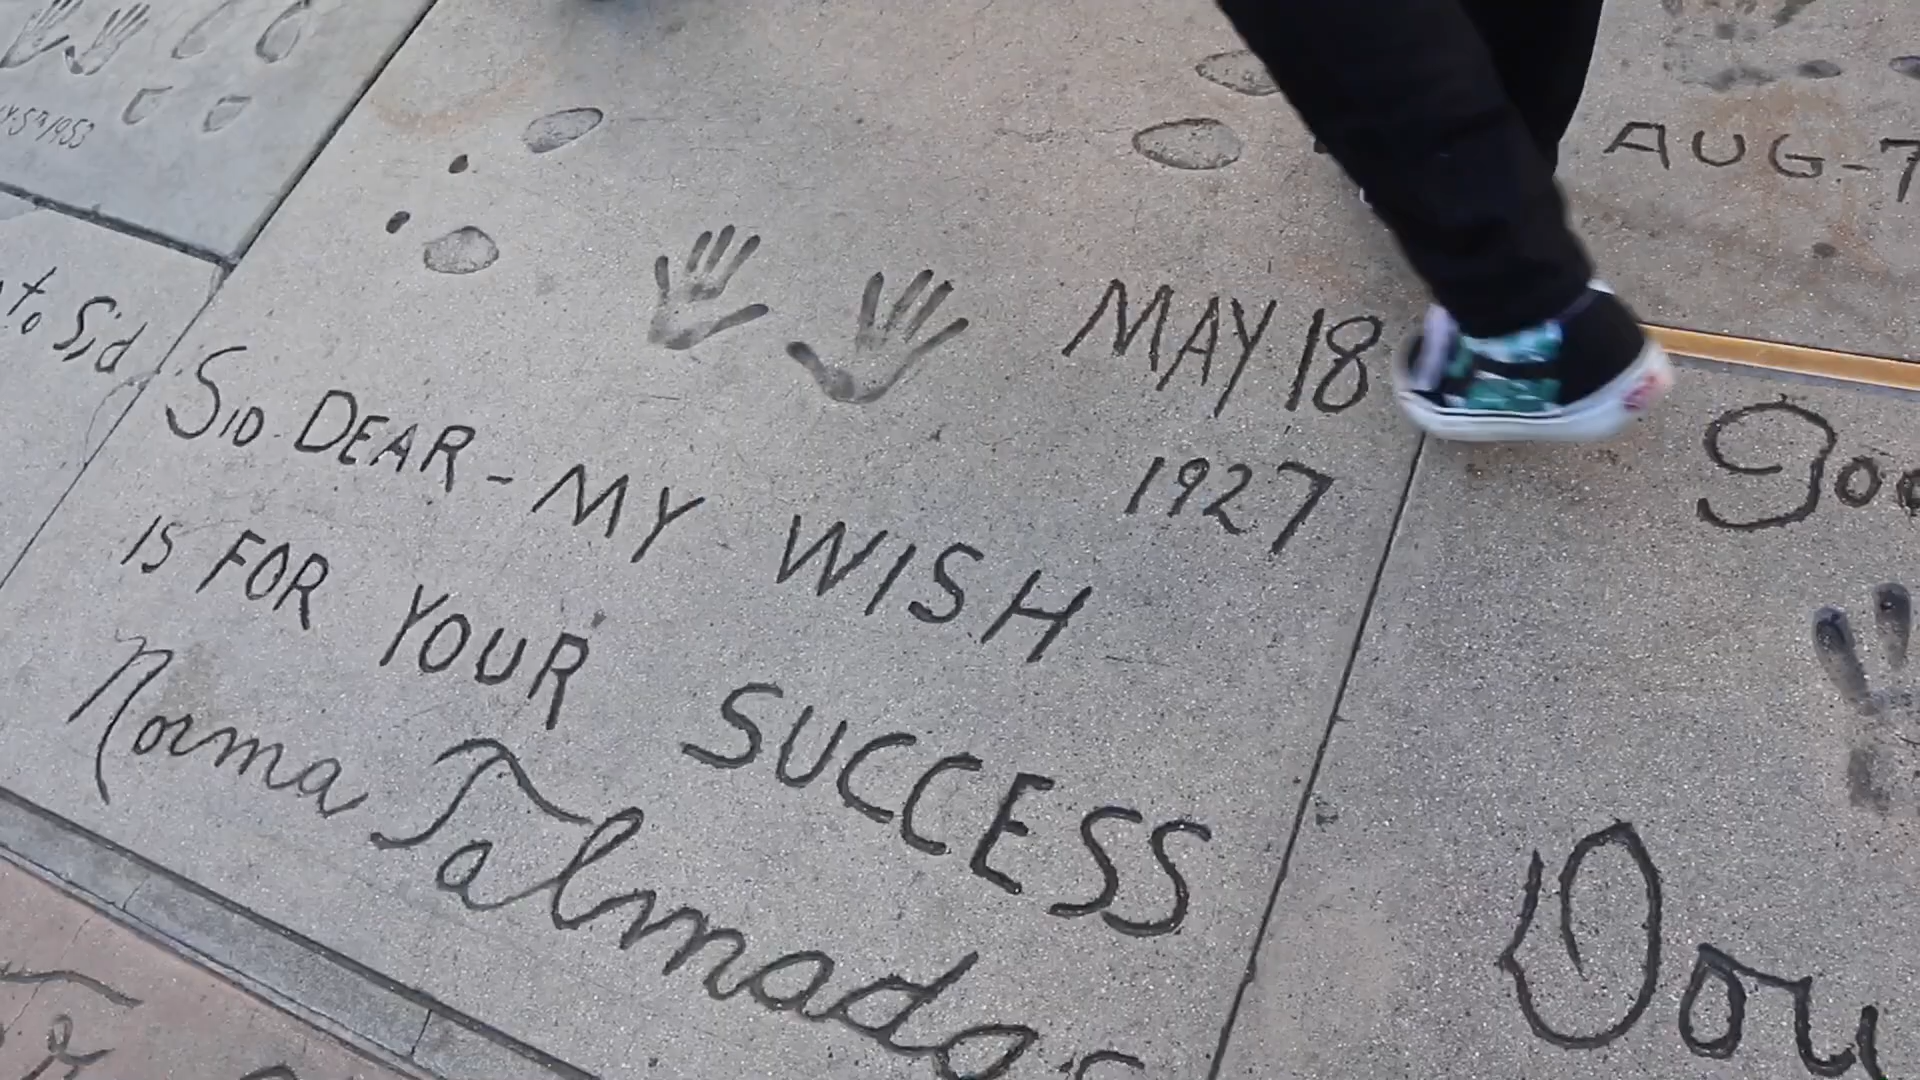 to Sid
MAY 18
1927
AUG-7
SID DEAR - MY WISH
IS FOR YOUR SUCCESS
Norma Talmadge